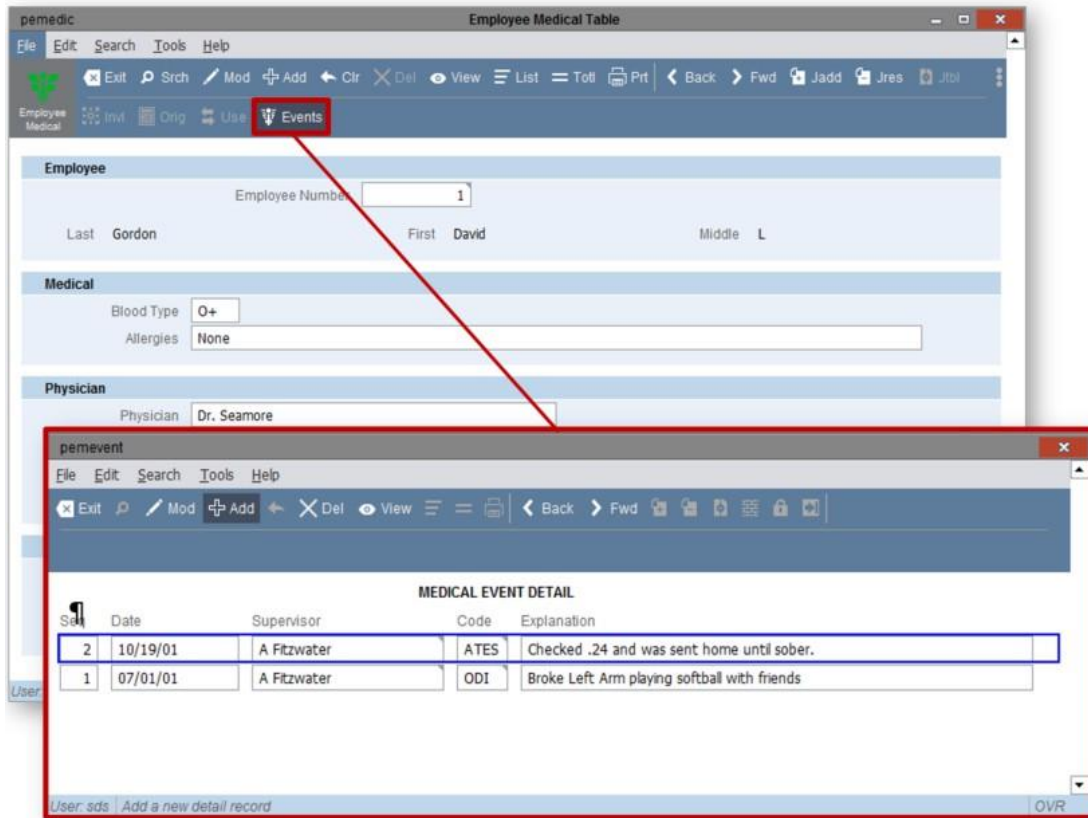 pemedic Employee Medical Table
File Edit Search Tools Help
Exit Srch Mod Add Clr Del View List Totl Prt Back Fwd Jadd Jres Jtbl
Employee Medical Invt Orig Use Events
Employee
Employee Number 1
Last Gordon First David Middle L
Medical
Blood Type O+
Allergies None
Physician
Physician Dr. Seamore
pemevent
File Edit Search Tools Help
Exit Mod Add Del View Back Fwd
MEDICAL EVENT DETAIL
Seq Date Supervisor Code Explanation
2 10/19/01 A Fitzwater ATES Checked .24 and was sent home until sober.
1 07/01/01 A Fitzwater ODI Broke Left Arm playing softball with friends
User:
User: sds Add a new detail record OVR